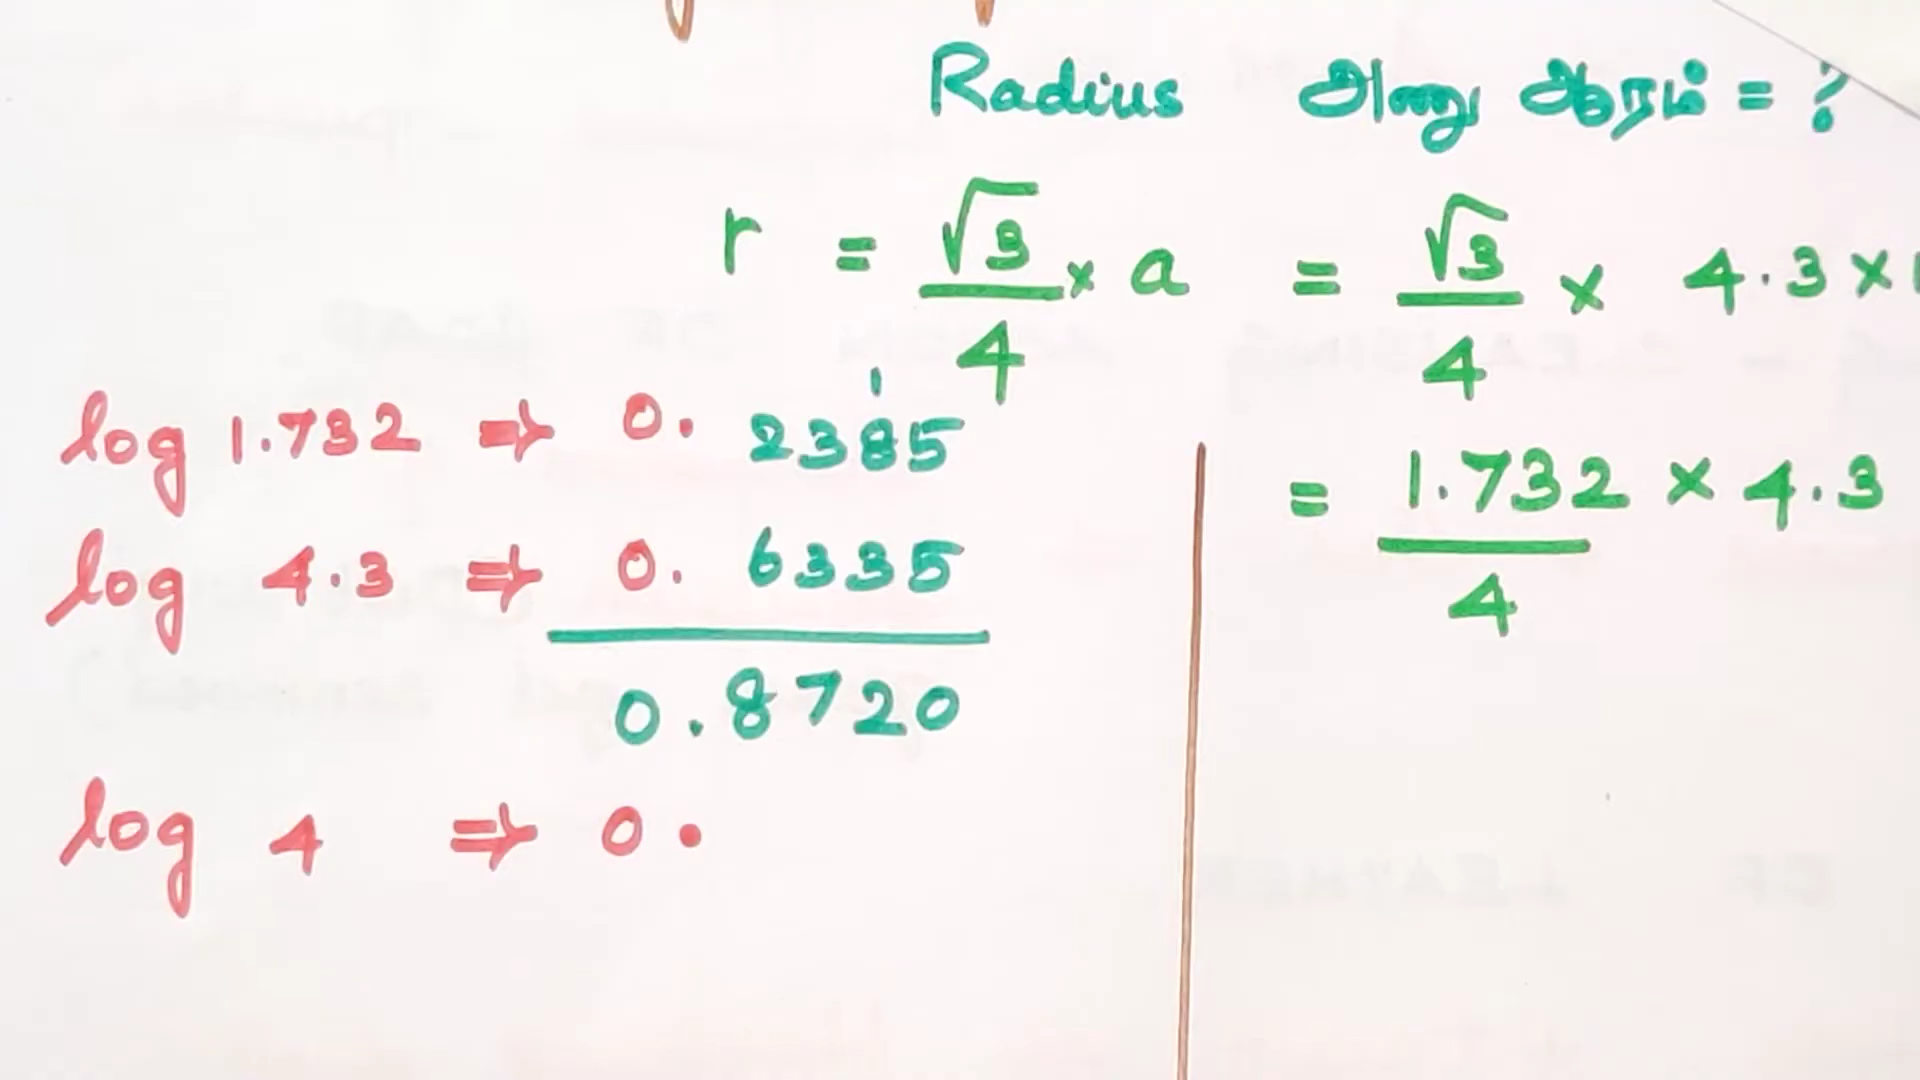 Radius அலகு ஆரம் = ?
r = √3/4 × a = √3/4 × 4.3 ×
log 1.732 ⇒ 0. 2385
= 1.732 × 4.3 / 4
log 4.3 ⇒ 0. 6335
0.8720
log 4 ⇒ 0.